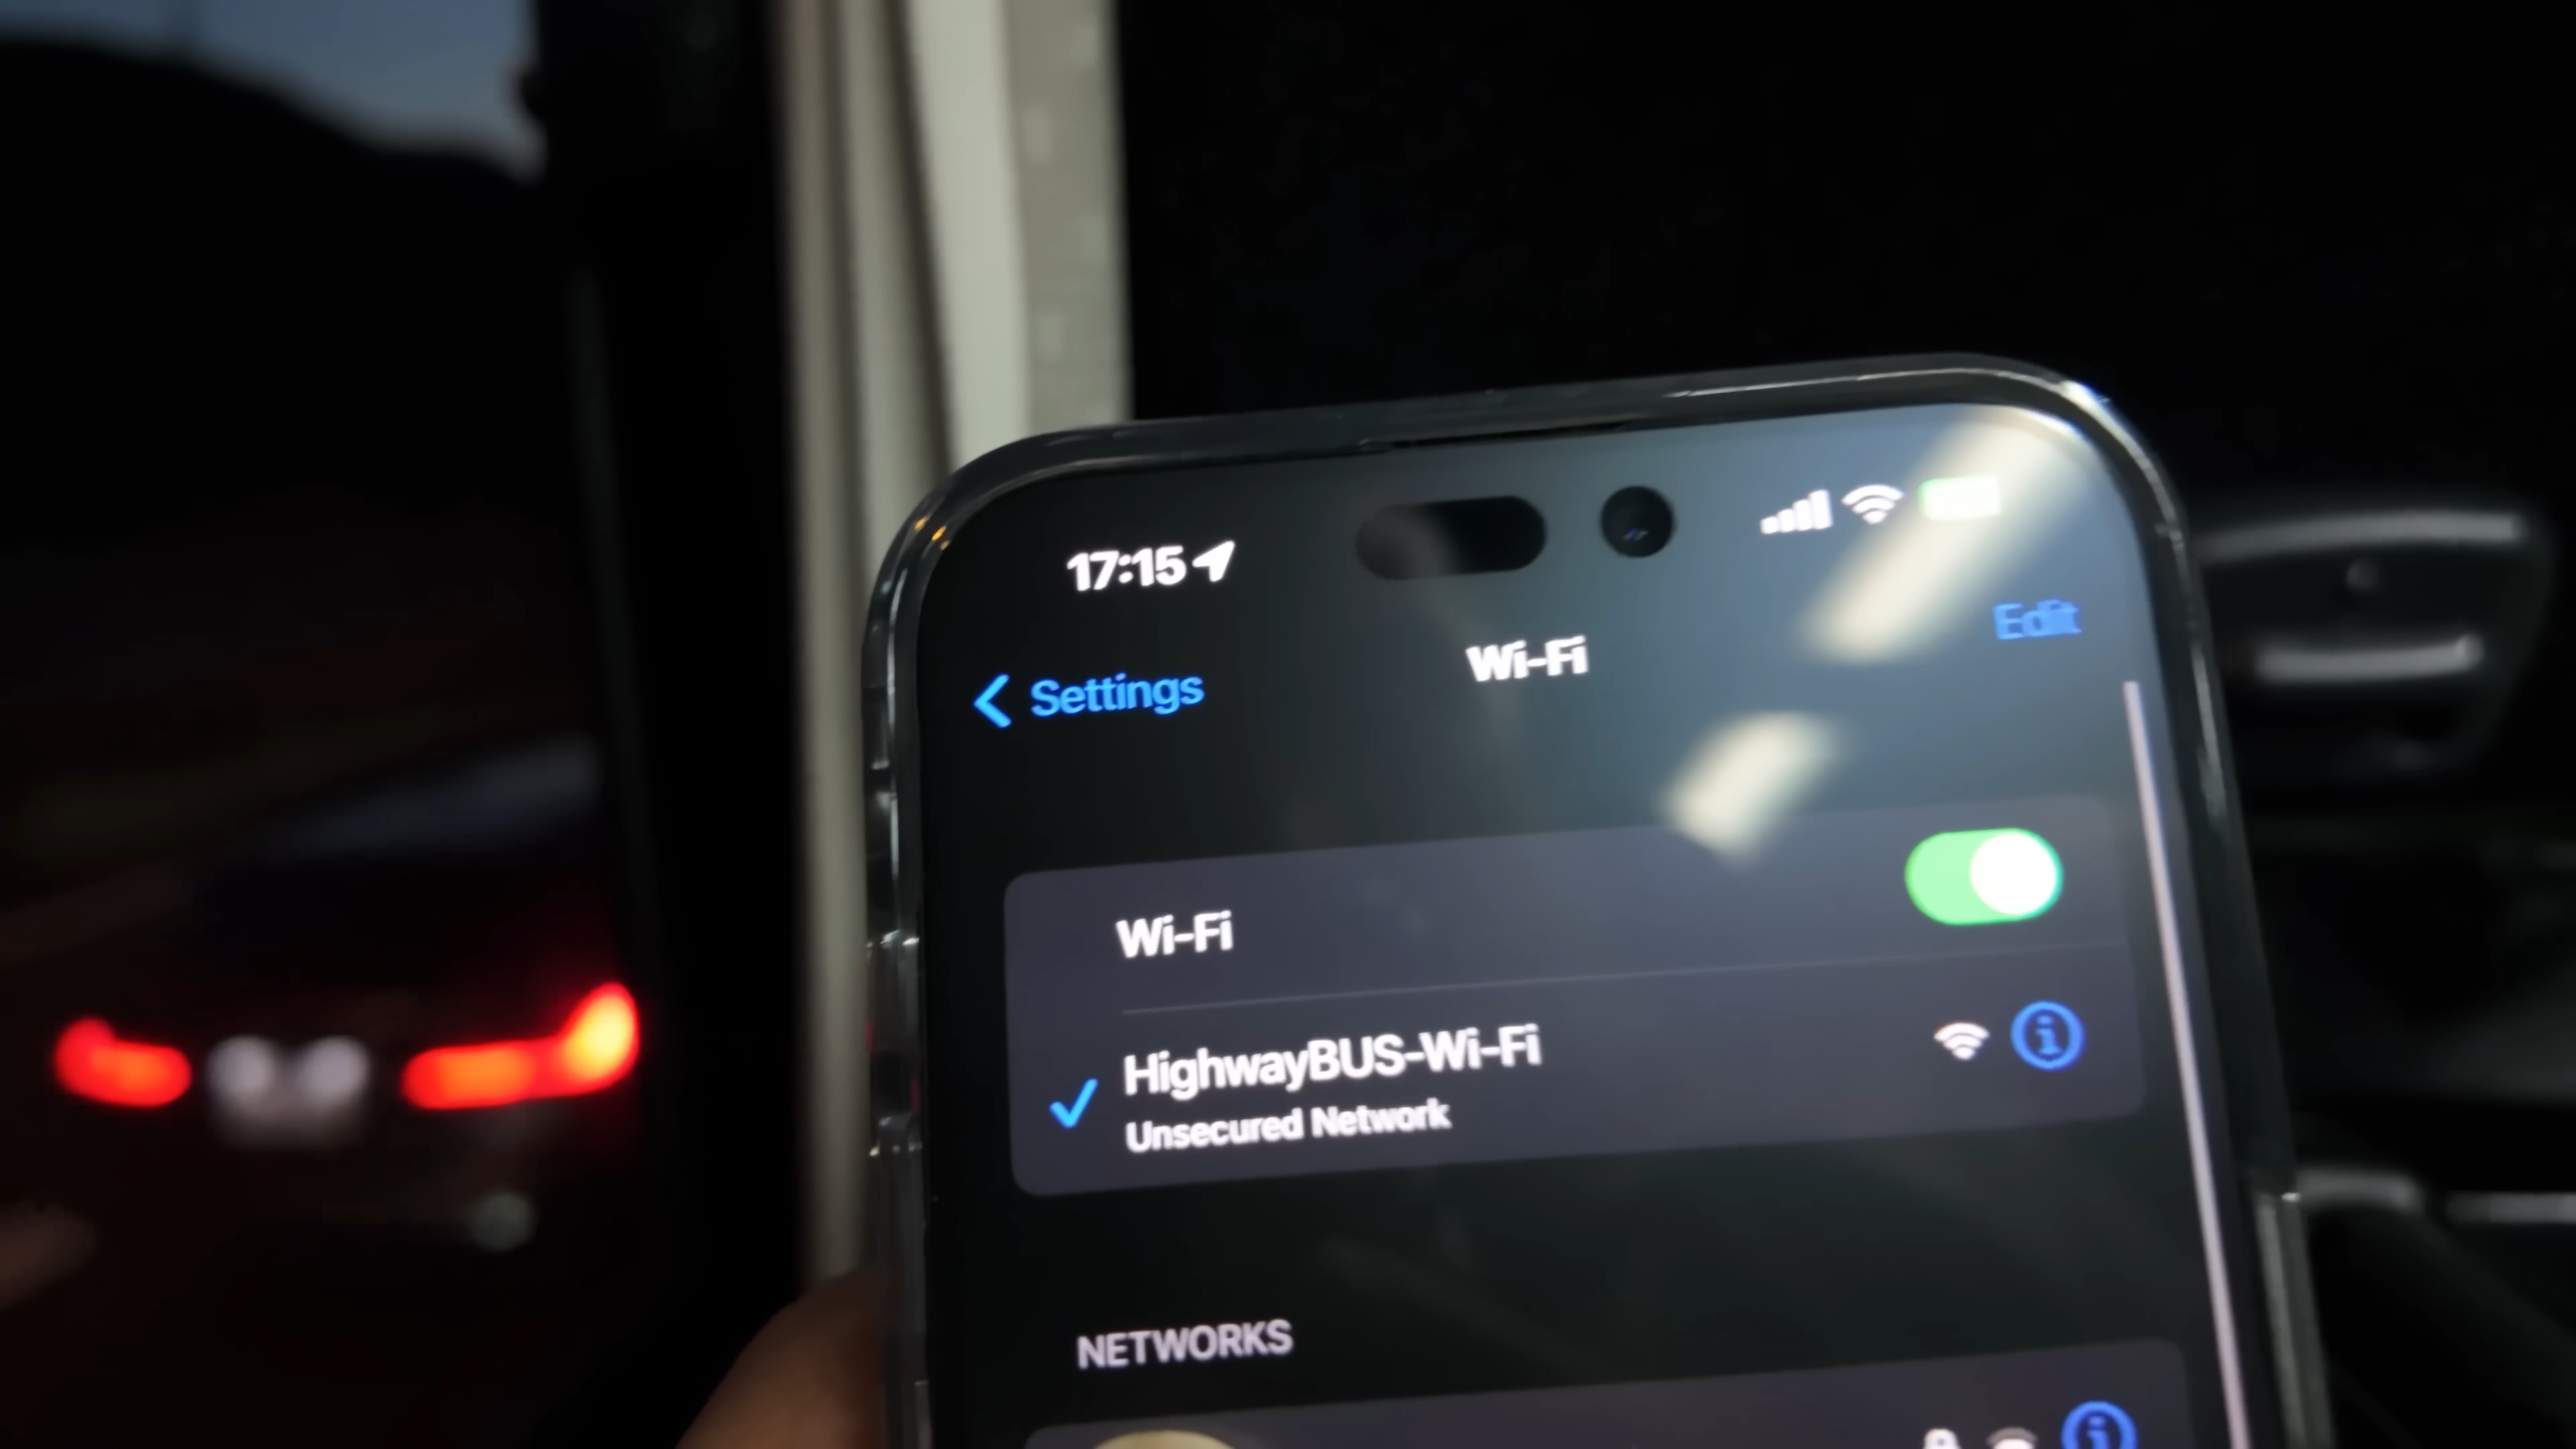 17:15
Edit
Settings
Wi-Fi
Wi-Fi
HighwayBUS-Wi-Fi
Unsecured Network
NETWORKS